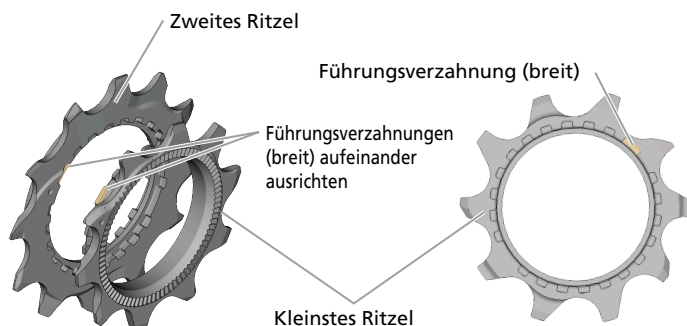 Zweites Ritzel
Führungsverzahnung (breit)
Führungsverzahnungen
(breit) aufeinander
ausrichten
Kleinstes Ritzel